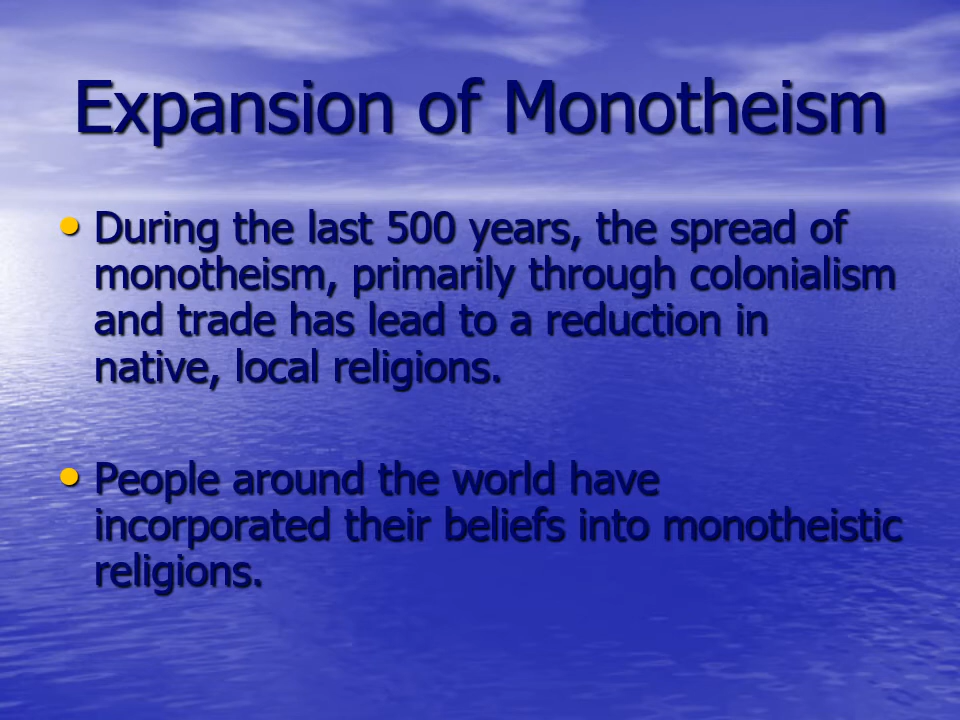 Expansion of Monotheism
• During the last 500 years, the spread of
monotheism, primarily through colonialism
and trade has lead to a reduction in
native, local religions.
• People around the world have
incorporated their beliefs into monotheistic
religions.